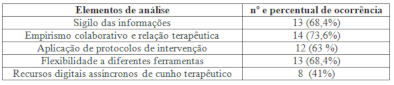 Elementos de análise nº e percentual de ocorrência
Sigilo das informações 13 (68,4%)
Empirismo colaborativo e relação terapêutica 14 (73,6%)
Aplicação de protocolos de intervenção 12 (63 %)
Flexibilidade a diferentes ferramentas 13 (68,4%)
Recursos digitais assíncronos de cunho terapêutico 8 (41%)